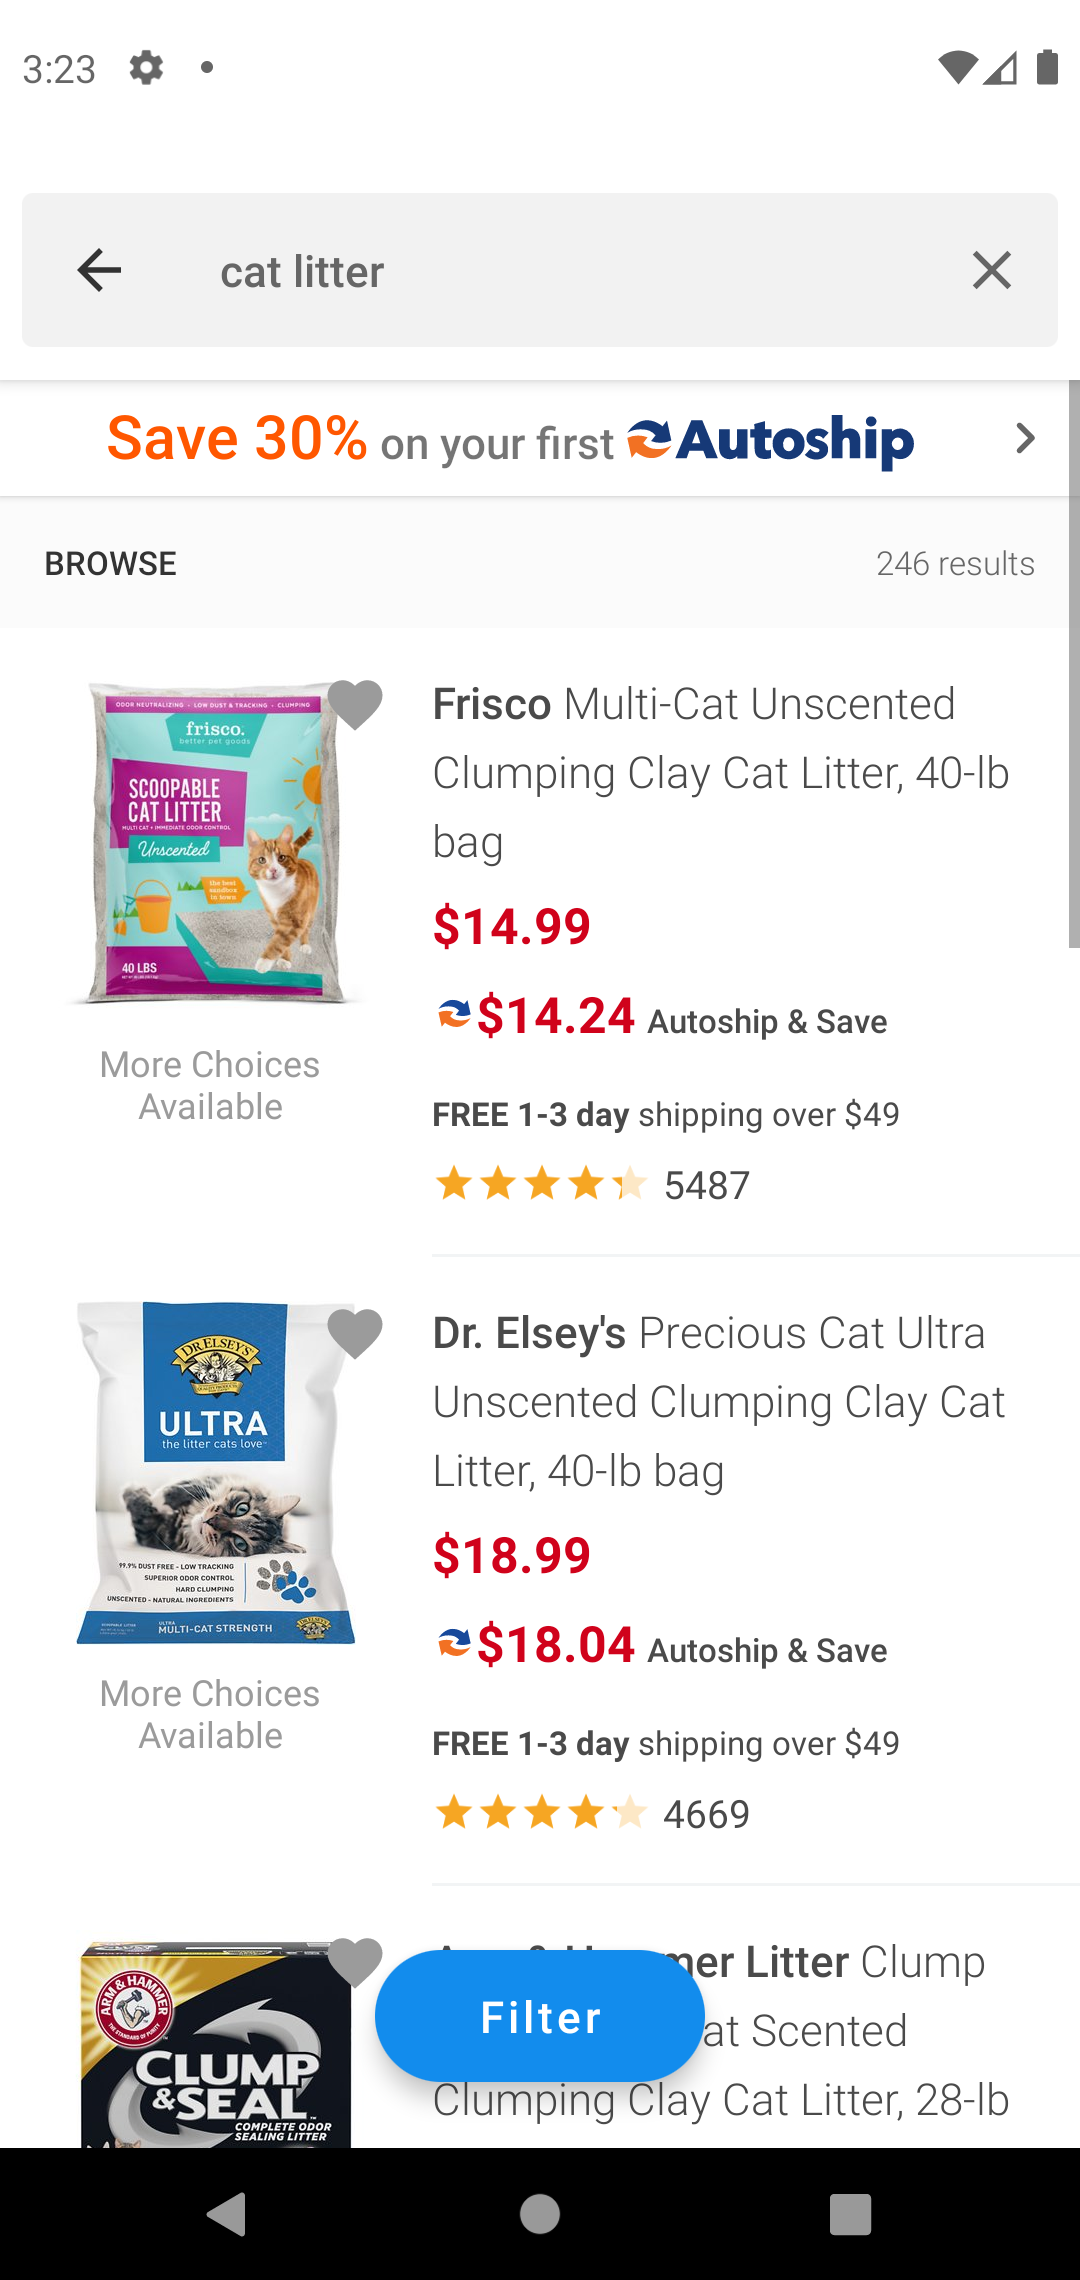 3:23
cat litter
Save 30% on your first Autoship
BROWSE
246 results
ODOR NEUTRALIZING • LOW DUST & TRACKING • CLUMPING
frisco.
better pet goods
SCOOPABLE
CAT LITTER
MULTI CAT • IMMEDIATE ODOR CONTROL
Unscented
the best
sandbox
in town
40 LBS
More Choices
Available
Frisco Multi-Cat Unscented
Clumping Clay Cat Litter, 40-lb
bag
$14.99
$14.24 Autoship & Save
FREE 1-3 day shipping over $49
5487
DR.ELSEY'S
ULTRA
the litter cats love™
99.9% DUST FREE - LOW TRACKING
SUPERIOR ODOR CONTROL
HARD CLUMPING
UNSCENTED - NATURAL INGREDIENTS
ULTRA
MULTI-CAT STRENGTH
More Choices
Available
Dr. Elsey's Precious Cat Ultra
Unscented Clumping Clay Cat
Litter, 40-lb bag
$18.99
$18.04 Autoship & Save
FREE 1-3 day shipping over $49
4669
ARM & HAMMER
THE STANDARD OF PURITY
CLUMP
&SEAL™
COMPLETE ODOR
SEALING LITTER
mer Litter Clump
at Scented
Clumping Clay Cat Litter, 28-lb
Filter